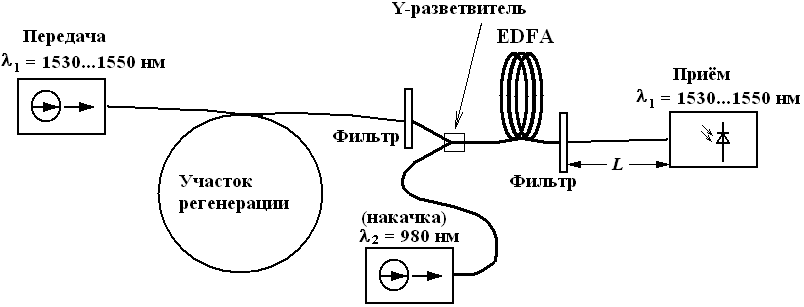 Y-разветвитель
Передача
λ1 = 1530...1550 нм
EDFA
Приём
λ1 = 1530...1550 нм
Фильтр
Фильтр
L
Участок
регенерации
(накачка)
λ2 = 980 нм